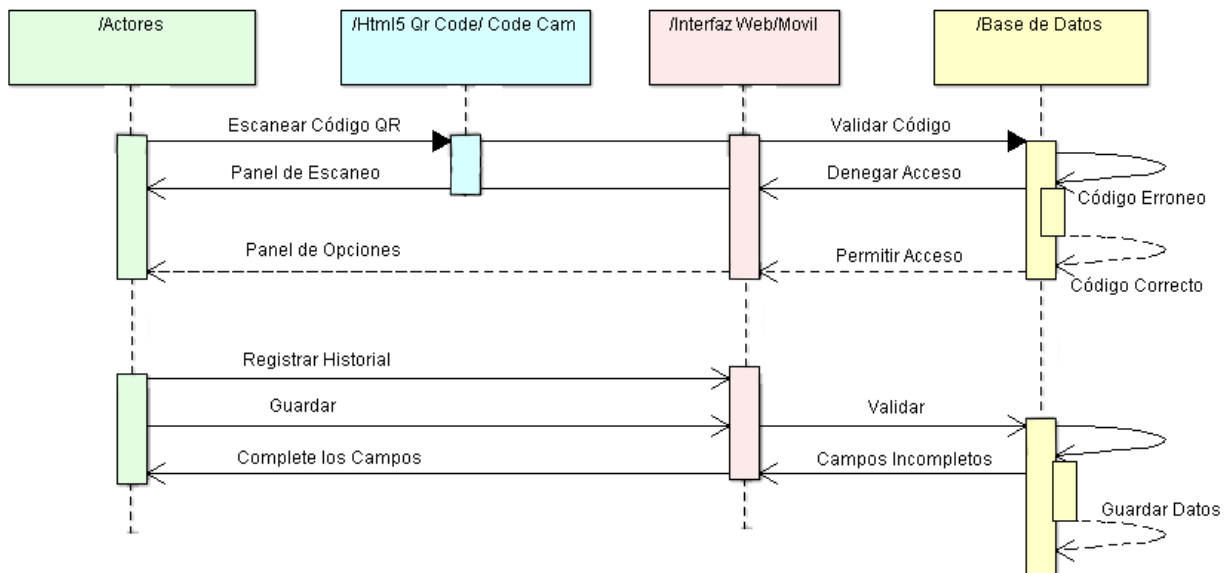 /Actores
/Html5 Qr Code/ Code Cam
/Interfaz Web/Movil
/Base de Datos
Escanear Código QR
Validar Código
Panel de Escaneo
Denegar Acceso
Código Erroneo
Panel de Opciones
Permitir Acceso
Código Correcto
Registrar Historial
Guardar
Validar
Complete los Campos
Campos Incompletos
Guardar Datos